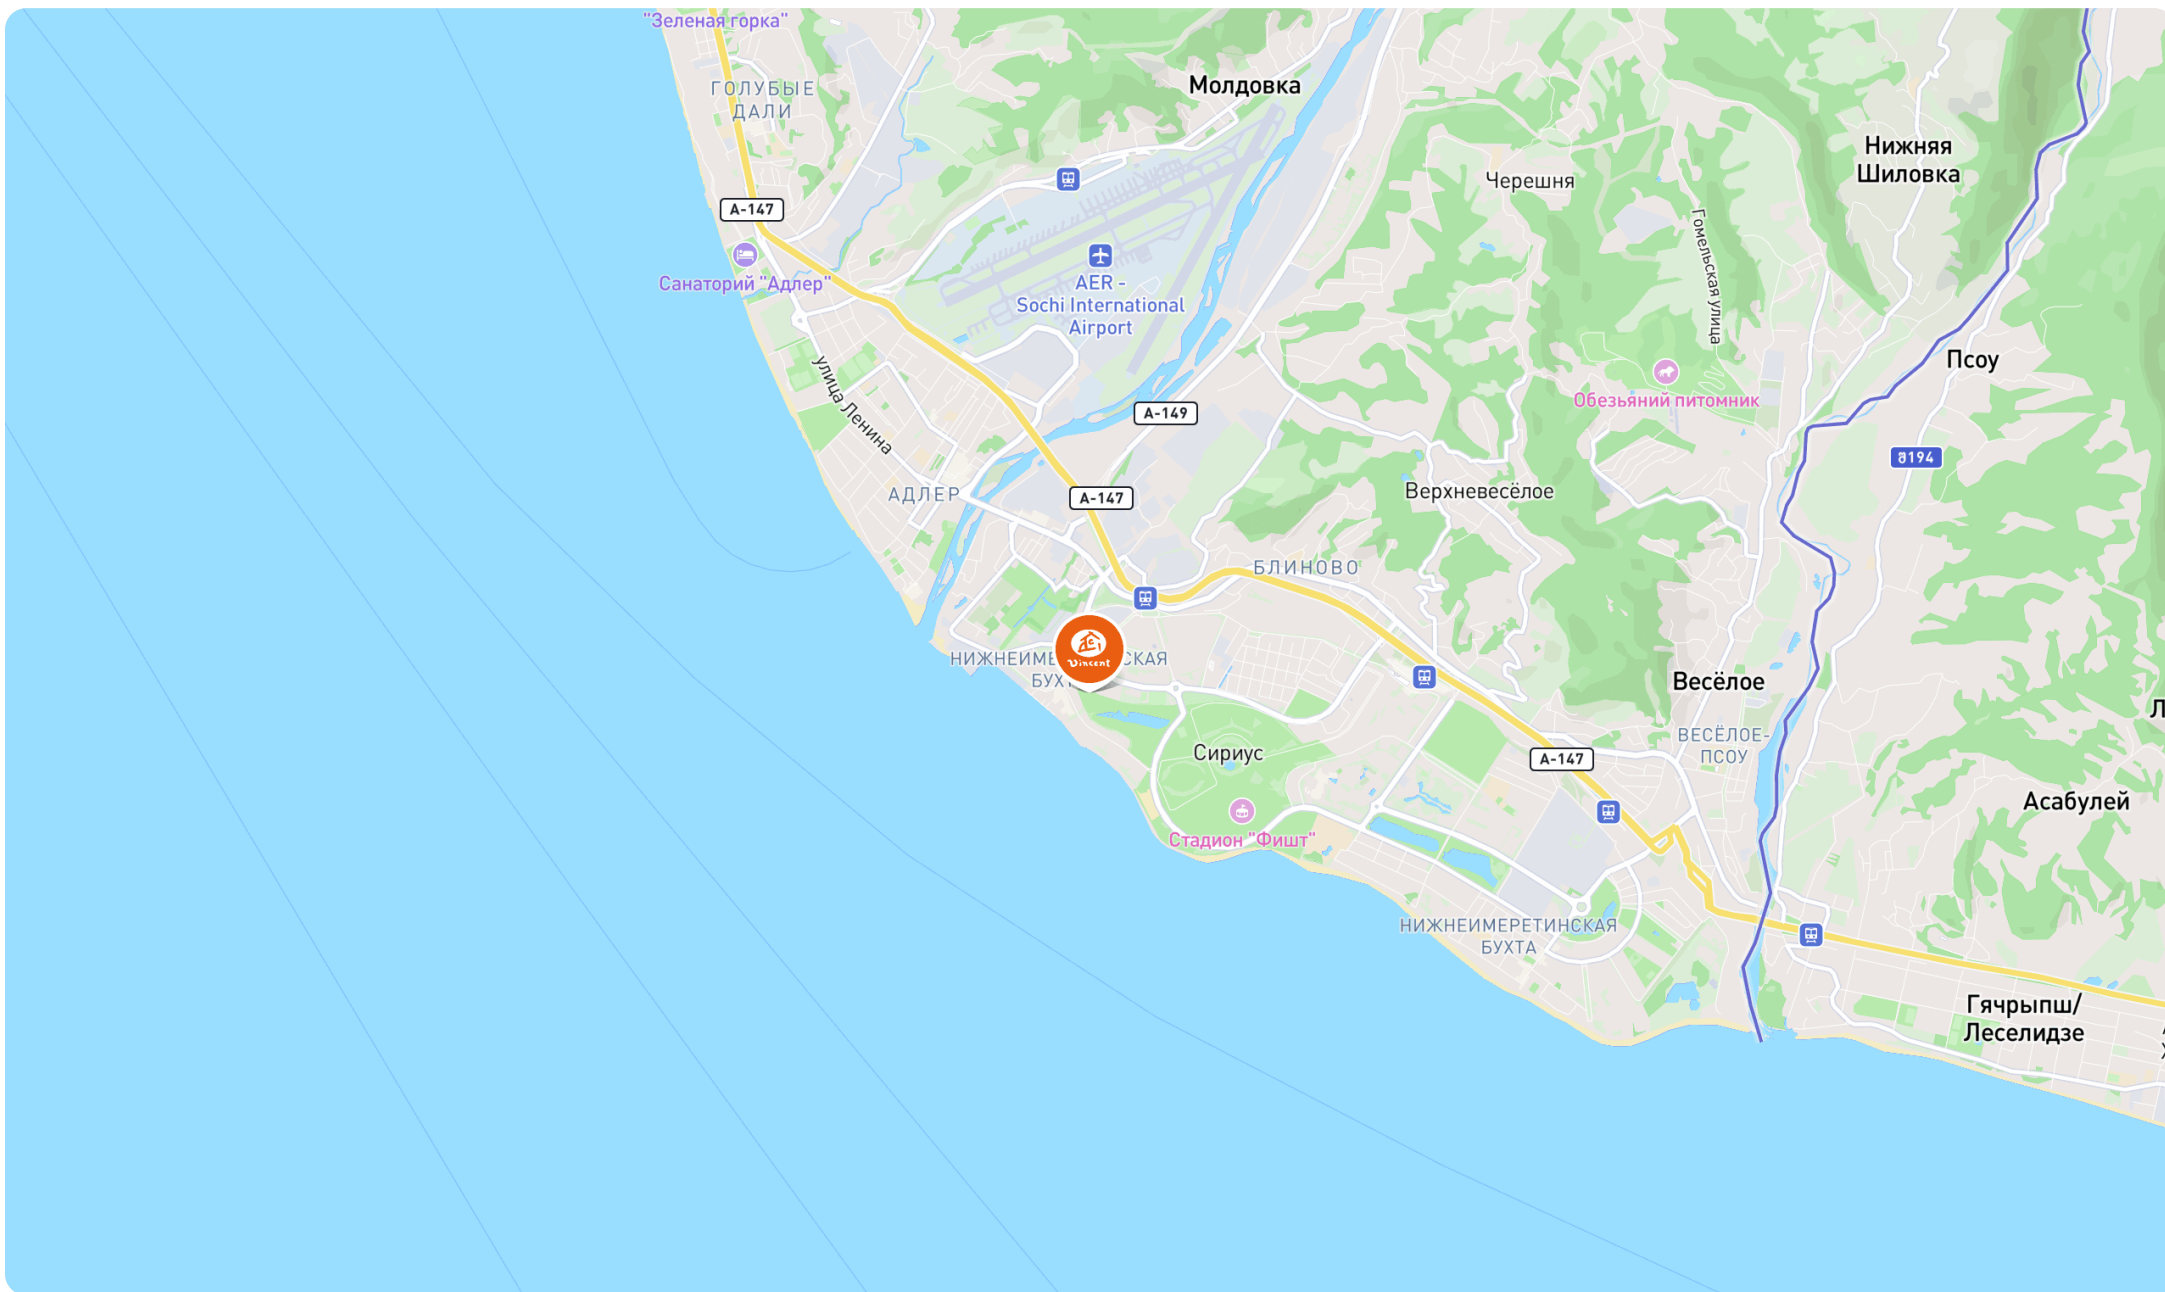 "Зеленая горка"
ГОЛУБЫЕ
ДАЛИ
Молдовка
Нижняя
Шиловка
Черешня
А-147
Гомельская улица
Санаторий "Адлер"
AER -
Sochi International
Airport
Псоу
улица Ленина
Обезьяний питомник
А-149
შ194
АДЛЕР
А-147
Верхневесёлое
БЛИНОВО
Vincent
НИЖНЕИМЕ СКАЯ
БУХТ
Весёлое
Л
Сириус
ВЕСЁЛОЕ-
ПСОУ
А-147
Асабулей
Стадион "Фишт"
НИЖНЕИМЕРЕТИНСКАЯ
БУХТА
Гячрыпш/
Леселидзе